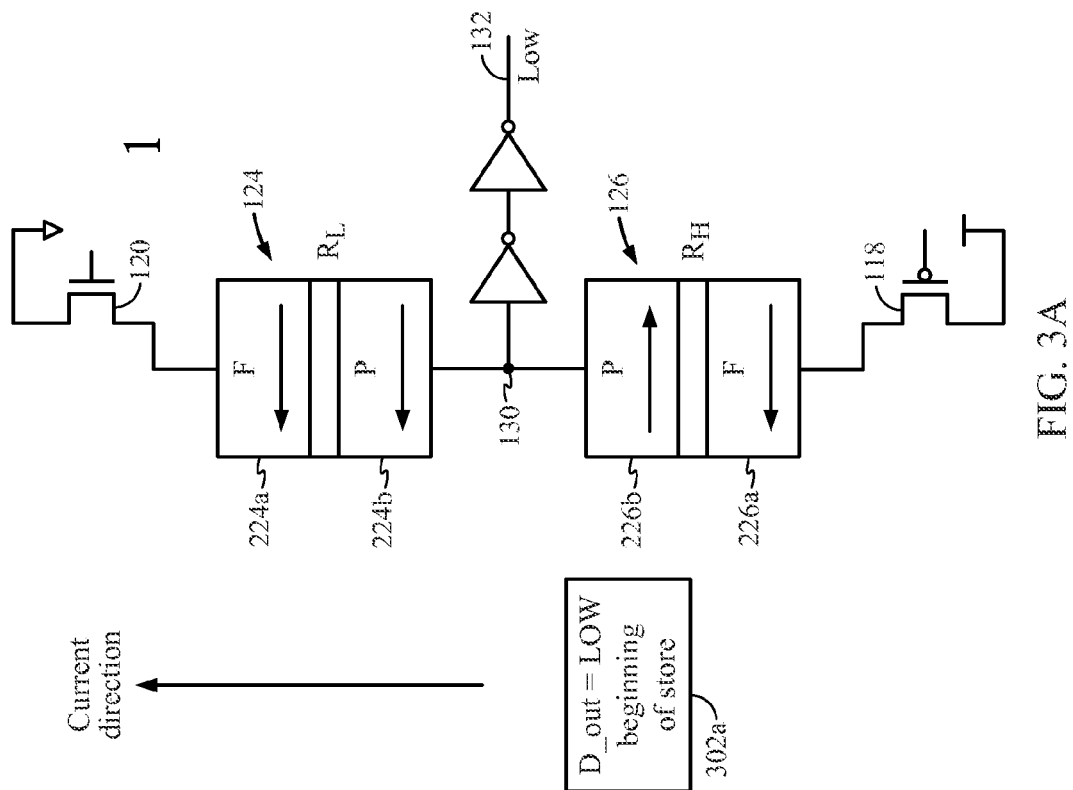 Current
direction
D_out = LOW
beginning
of store
302a
1
120
124
224a
F
R_L
224b
P
130
132
Low
126
226b
P
R_H
226a
F
118
FIG. 3A